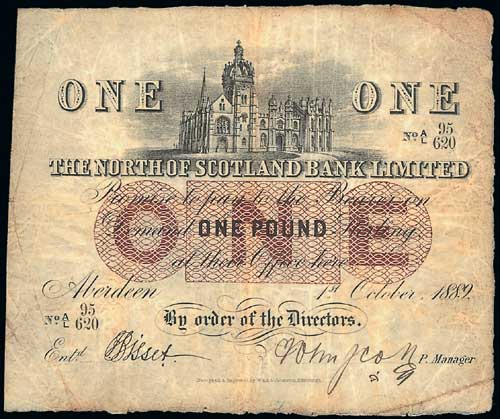 ONE ONE
No A/L 95/620
THE NORTH OF SCOTLAND BANK LIMITED
Promise to pay to the Bearer on
Demand ONE POUND Sterling
at their Office here
ONE
Aberdeen 1st October, 1889.
No A/L 95/620
By order of the Directors.
Entd Bisset. P. Manager